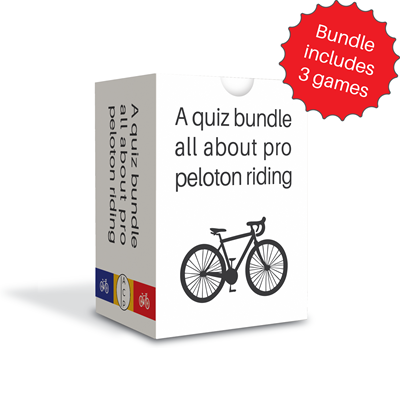 Bundle
includes
3 games
A quiz bundle
all about pro
peloton riding
A quiz bundle
all about pro
peloton riding